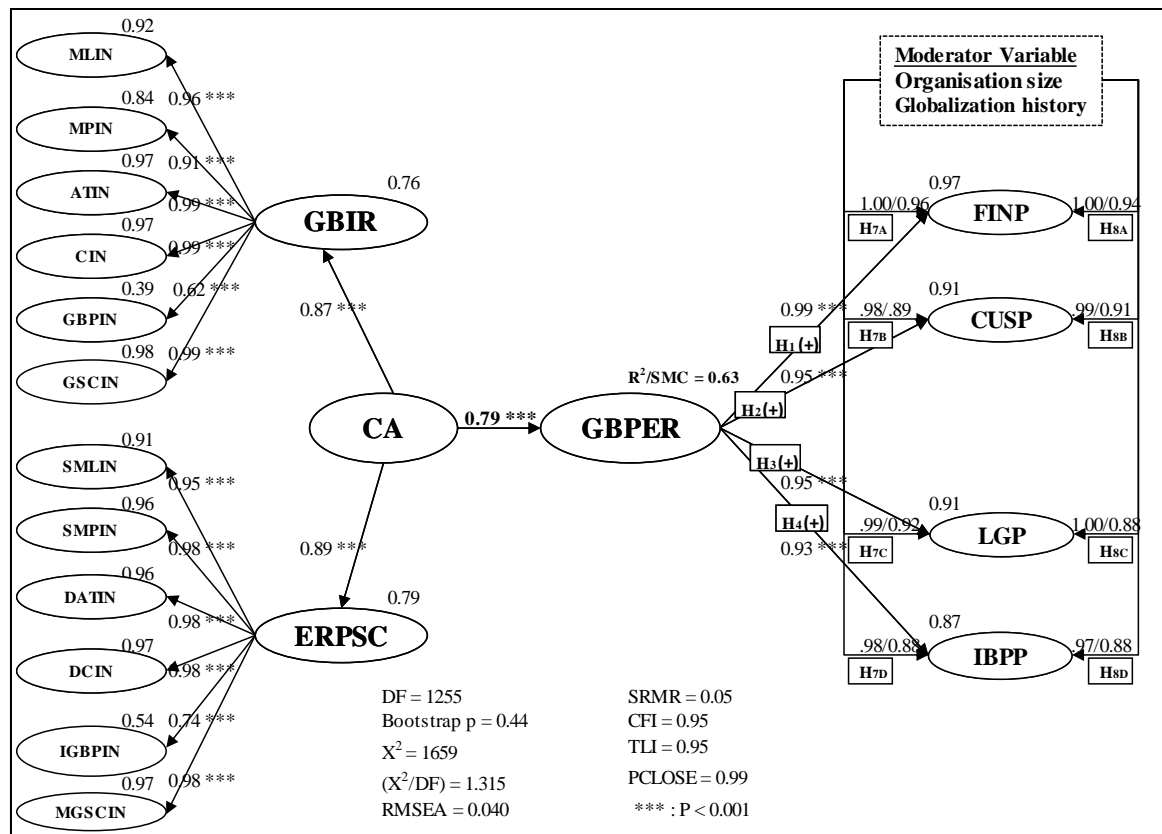 0.92
MLIN
0.96 ***
0.84
MPIN
0.91 ***
0.97
ATIN
0.99 ***
0.97
CIN
0.99 ***
0.39
GBPIN
0.62 ***
0.98
GSCIN
0.99 ***
0.76
GBIR
0.87 ***
CA
0.79 ***
0.89 ***
0.91
SMLIN
0.95 ***
0.96
SMPIN
0.98 ***
0.96
DATIN
0.98 ***
0.97
DCIN
0.98 ***
0.54
IGBPIN
0.74 ***
0.97
MGSCIN
0.98 ***
0.79
ERPSC
R²/SMC = 0.63
GBPER
H1 (+)
0.99 ***
H2 (+)
0.95 ***
H3 (+)
0.95 ***
H4 (+)
0.93 ***
Moderator Variable
Organisation size
Globalization history
0.97
FINP
1.00/0.96
H7A
1.00/0.94
H8A
0.91
CUSP
.98/.89
H7B
.99/0.91
H8B
0.91
LGP
.99/0.92
H7C
1.00/0.88
H8C
0.87
IBPP
.98/0.88
H7D
.97/0.88
H8D
DF = 1255
Bootstrap p = 0.44
X² = 1659
(X²/DF) = 1.315
RMSEA = 0.040
SRMR = 0.05
CFI = 0.95
TLI = 0.95
PCLOSE = 0.99
*** : P < 0.001